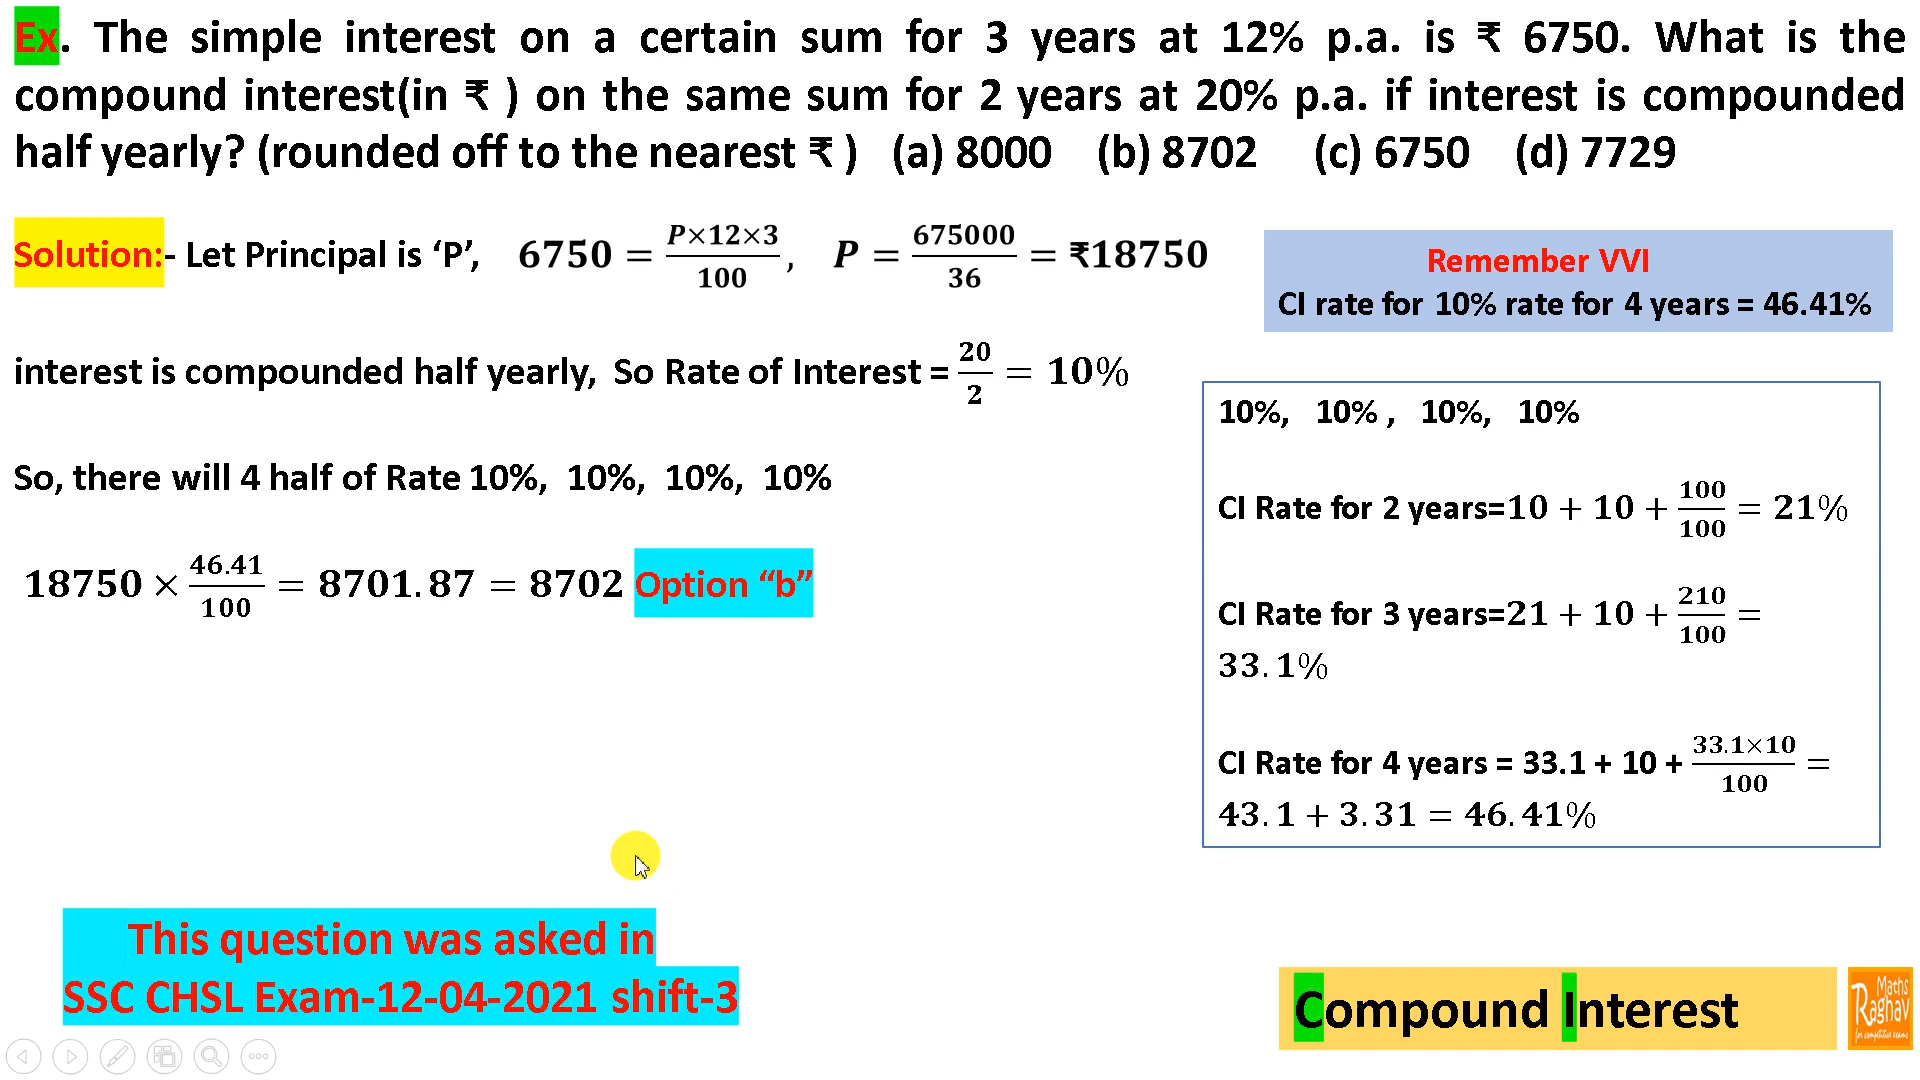 Ex. The simple interest on a certain sum for 3 years at 12% p.a. is ₹ 6750. What is the
compound interest(in ₹ ) on the same sum for 2 years at 20% p.a. if interest is compounded
half yearly? (rounded off to the nearest ₹ ) (a) 8000 (b) 8702 (c) 6750 (d) 7729
Solution:- Let Principal is ‘P’, 6750 = P×12×3/100, P = 675000/36 = ₹18750
Remember VVI
CI rate for 10% rate for 4 years = 46.41%
interest is compounded half yearly, So Rate of Interest = 20/2 = 10%
So, there will 4 half of Rate 10%, 10%, 10%, 10%
18750 × 46.41/100 = 8701.87 = 8702 Option “b”
10%, 10% , 10%, 10%
CI Rate for 2 years=10 + 10 + 100/100 = 21%
CI Rate for 3 years=21 + 10 + 210/100 =
33.1%
CI Rate for 4 years = 33.1 + 10 + 33.1×10/100 =
43.1 + 3.31 = 46.41%
This question was asked in
SSC CHSL Exam-12-04-2021 shift-3
Compound Interest
Maths
Raghav
for competitive exams